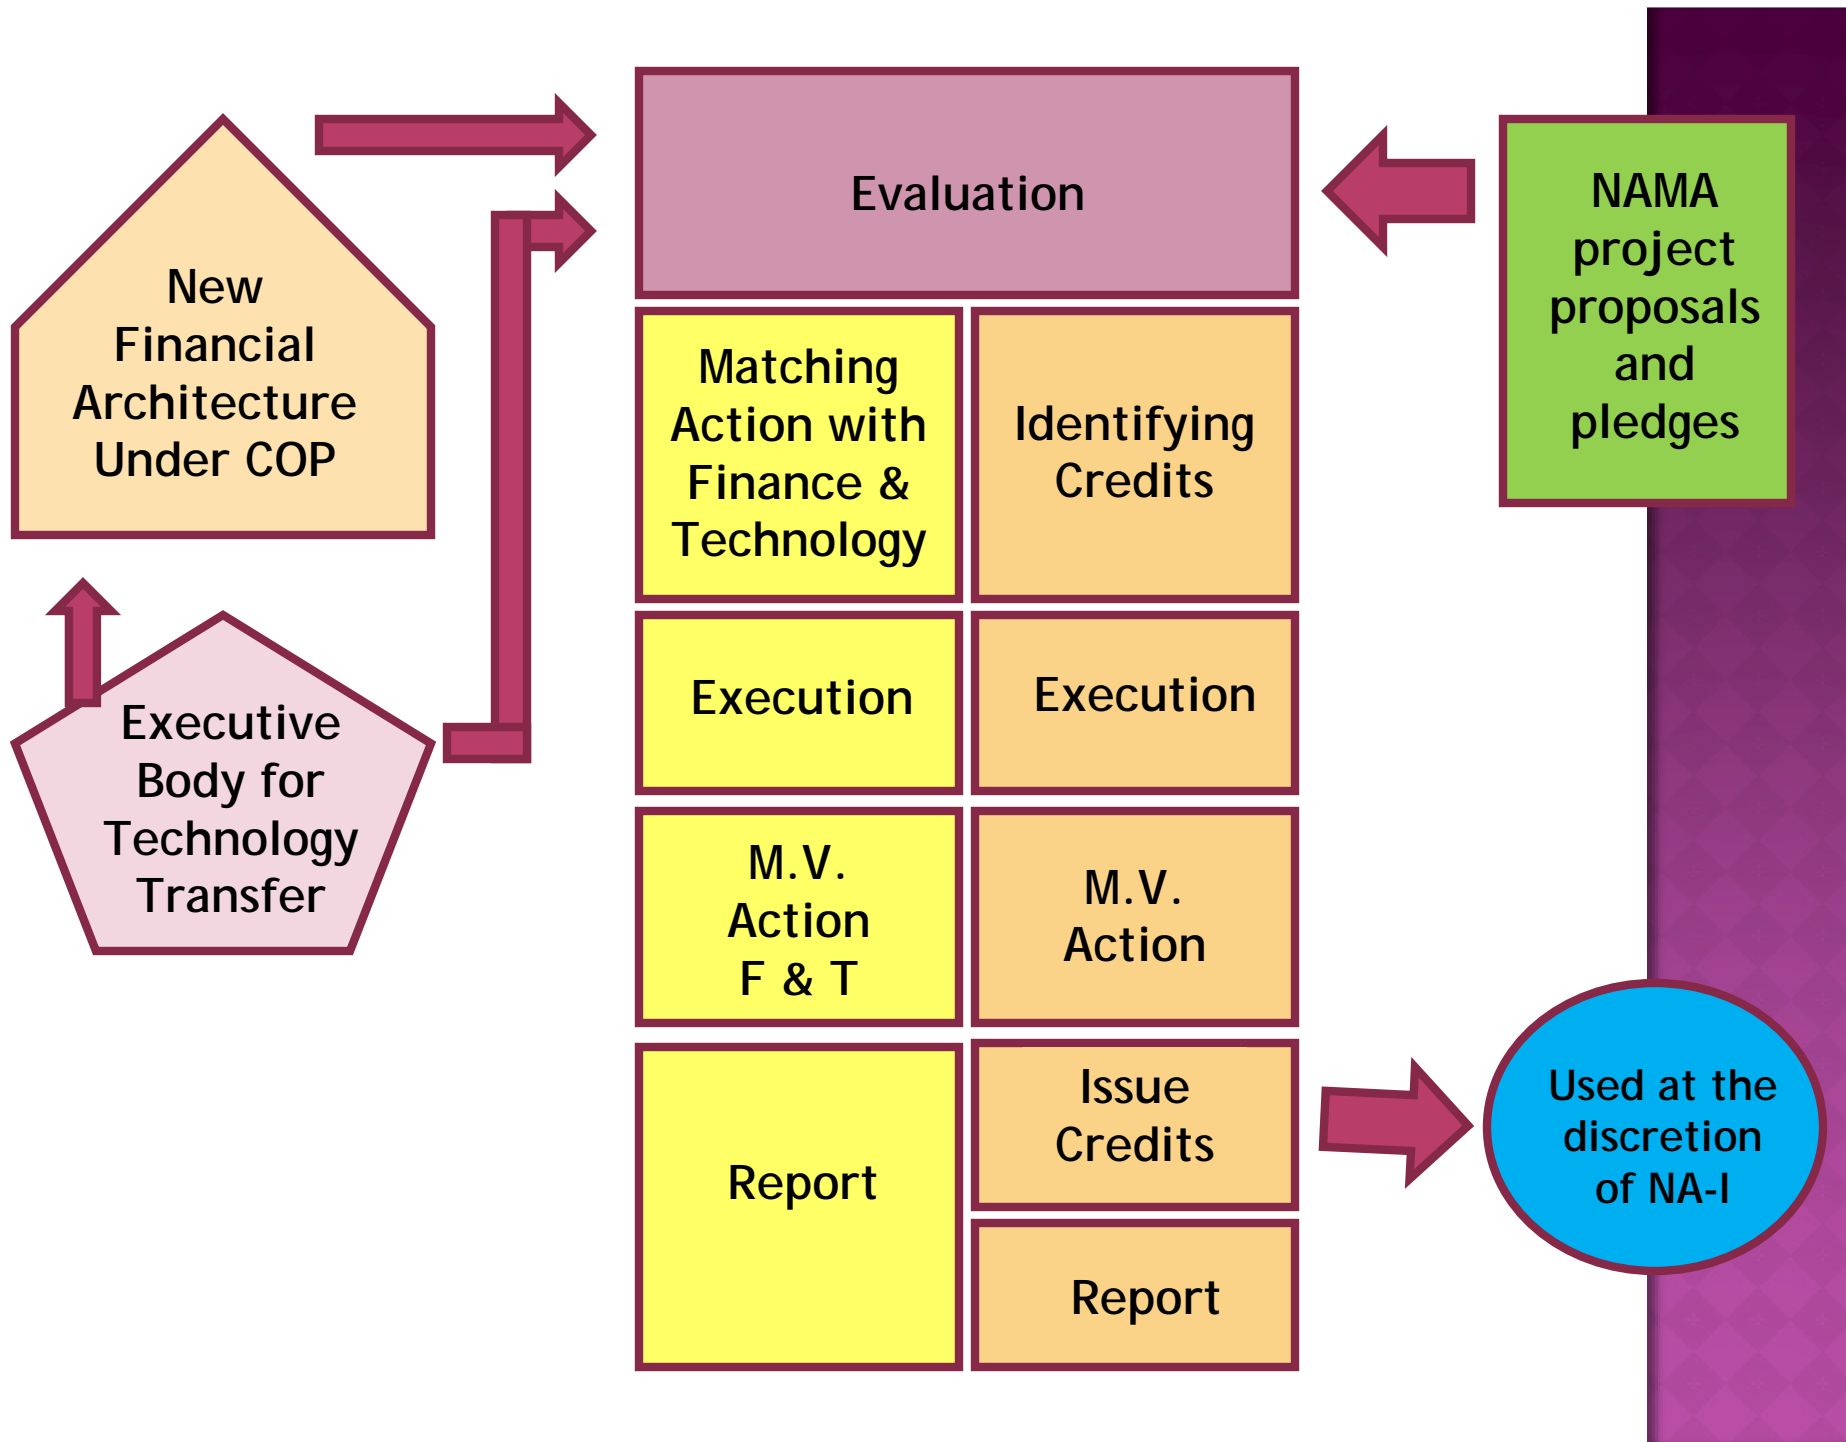 Evaluation
New
Financial
Architecture
Under COP
NAMA
project
proposals
and
pledges
Matching
Action with
Finance &
Technology
Identifying
Credits
Executive
Body for
Technology
Transfer
Execution
Execution
M.V.
Action
F & T
M.V.
Action
Report
Issue
Credits
Used at the
discretion
of NA-I
Report